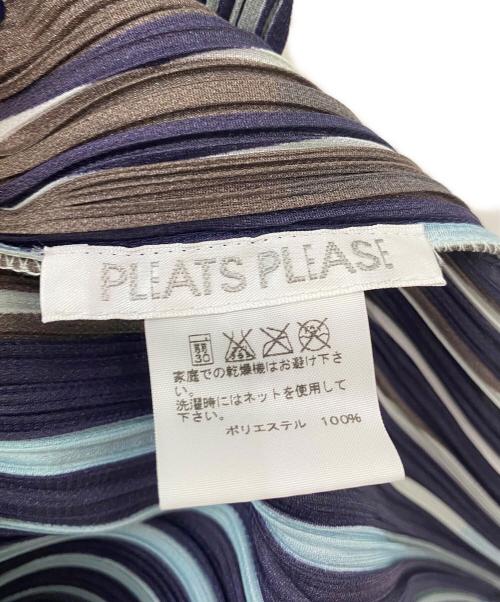 PLEATS PLEASE
家庭での乾燥機はお避け下さ
い。
洗濯時にはネットを使用して
下さい。
ポリエステル 100%